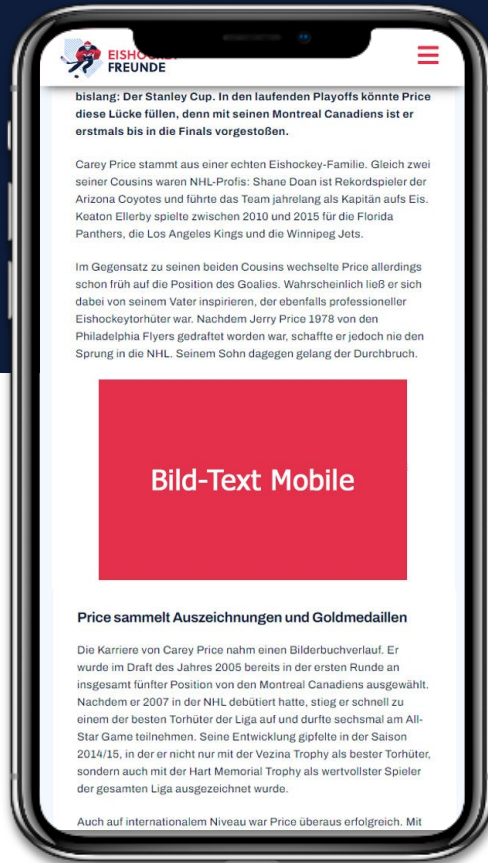 EISHOCKEY
FREUNDE
bislang: Der Stanley Cup. In den laufenden Playoffs könnte Price
diese Lücke füllen, denn mit seinen Montreal Canadiens ist er
erstmals bis in die Finals vorgestoßen.
Carey Price stammt aus einer echten Eishockey-Familie. Gleich zwei
seiner Cousins waren NHL-Profis: Shane Doan ist Rekordspieler der
Arizona Coyotes und führte das Team jahrelang als Kapitän aufs Eis.
Keaton Ellerby spielte zwischen 2010 und 2015 für die Florida
Panthers, die Los Angeles Kings und die Winnipeg Jets.
Im Gegensatz zu seinen beiden Cousins wechselte Price allerdings
schon früh auf die Position des Goalies. Wahrscheinlich ließ er sich
dabei von seinem Vater inspirieren, der ebenfalls professioneller
Eishockeytorhüter war. Nachdem Jerry Price 1978 von den
Philadelphia Flyers gedraftet worden war, schaffte er jedoch nie den
Sprung in die NHL. Seinem Sohn dagegen gelang der Durchbruch.
Bild-Text Mobile
Price sammelt Auszeichnungen und Goldmedaillen
Die Karriere von Carey Price nahm einen Bilderbuchverlauf. Er
wurde im Draft des Jahres 2005 bereits in der ersten Runde an
insgesamt fünfter Position von den Montreal Canadiens ausgewählt.
Nachdem er 2007 in der NHL debütiert hatte, stieg er schnell zu
einem der besten Torhüter der Liga auf und durfte sechsmal am All-
Star Game teilnehmen. Seine Entwicklung gipfelte in der Saison
2014/15, in der er nicht nur mit der Vezina Trophy als bester Torhüter,
sondern auch mit der Hart Memorial Trophy als wertvollster Spieler
der gesamten Liga ausgezeichnet wurde.
Auch auf internationalem Niveau war Price überaus erfolgreich. Mit